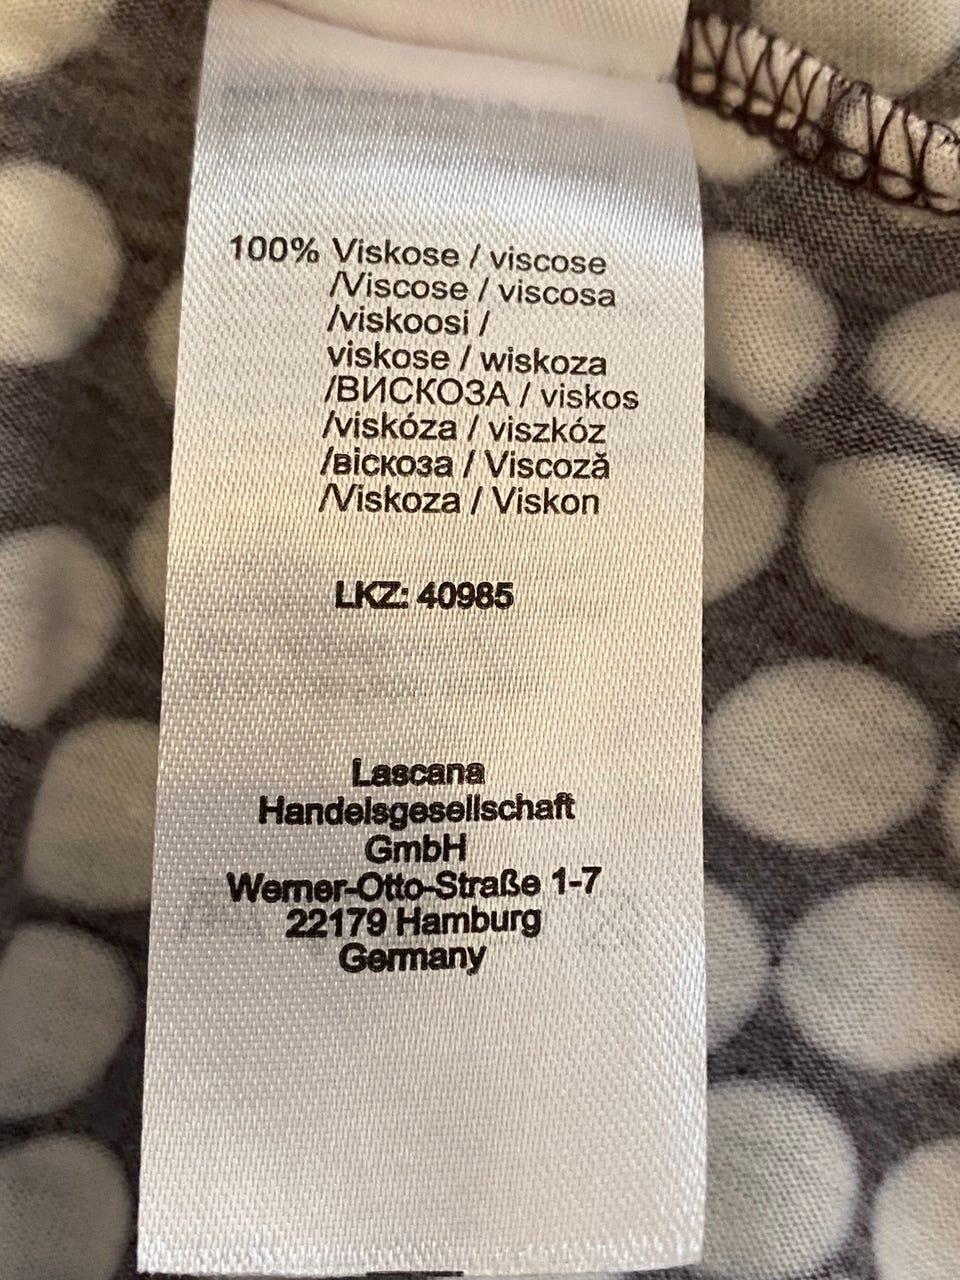 100% Viskose / viscose
/Viscose / viscosa
/viskoosi /
viskose / wiskoza
/ВИСКОЗА / viskos
/viskóza / viszkóz
/віскоза / Viscoză
/Viskoza / Viskon
LKZ: 40985
Lascana
Handelsgesellschaft
GmbH
Werner-Otto-Straße 1-7
22179 Hamburg
Germany